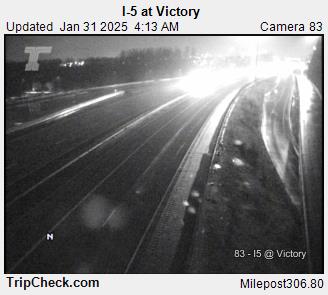 I-5 at Victory
Updated Jan 31 2025 4:13 AM Camera 83
T
N
83 - I5 @ Victory
TripCheck.com Milepost306.80